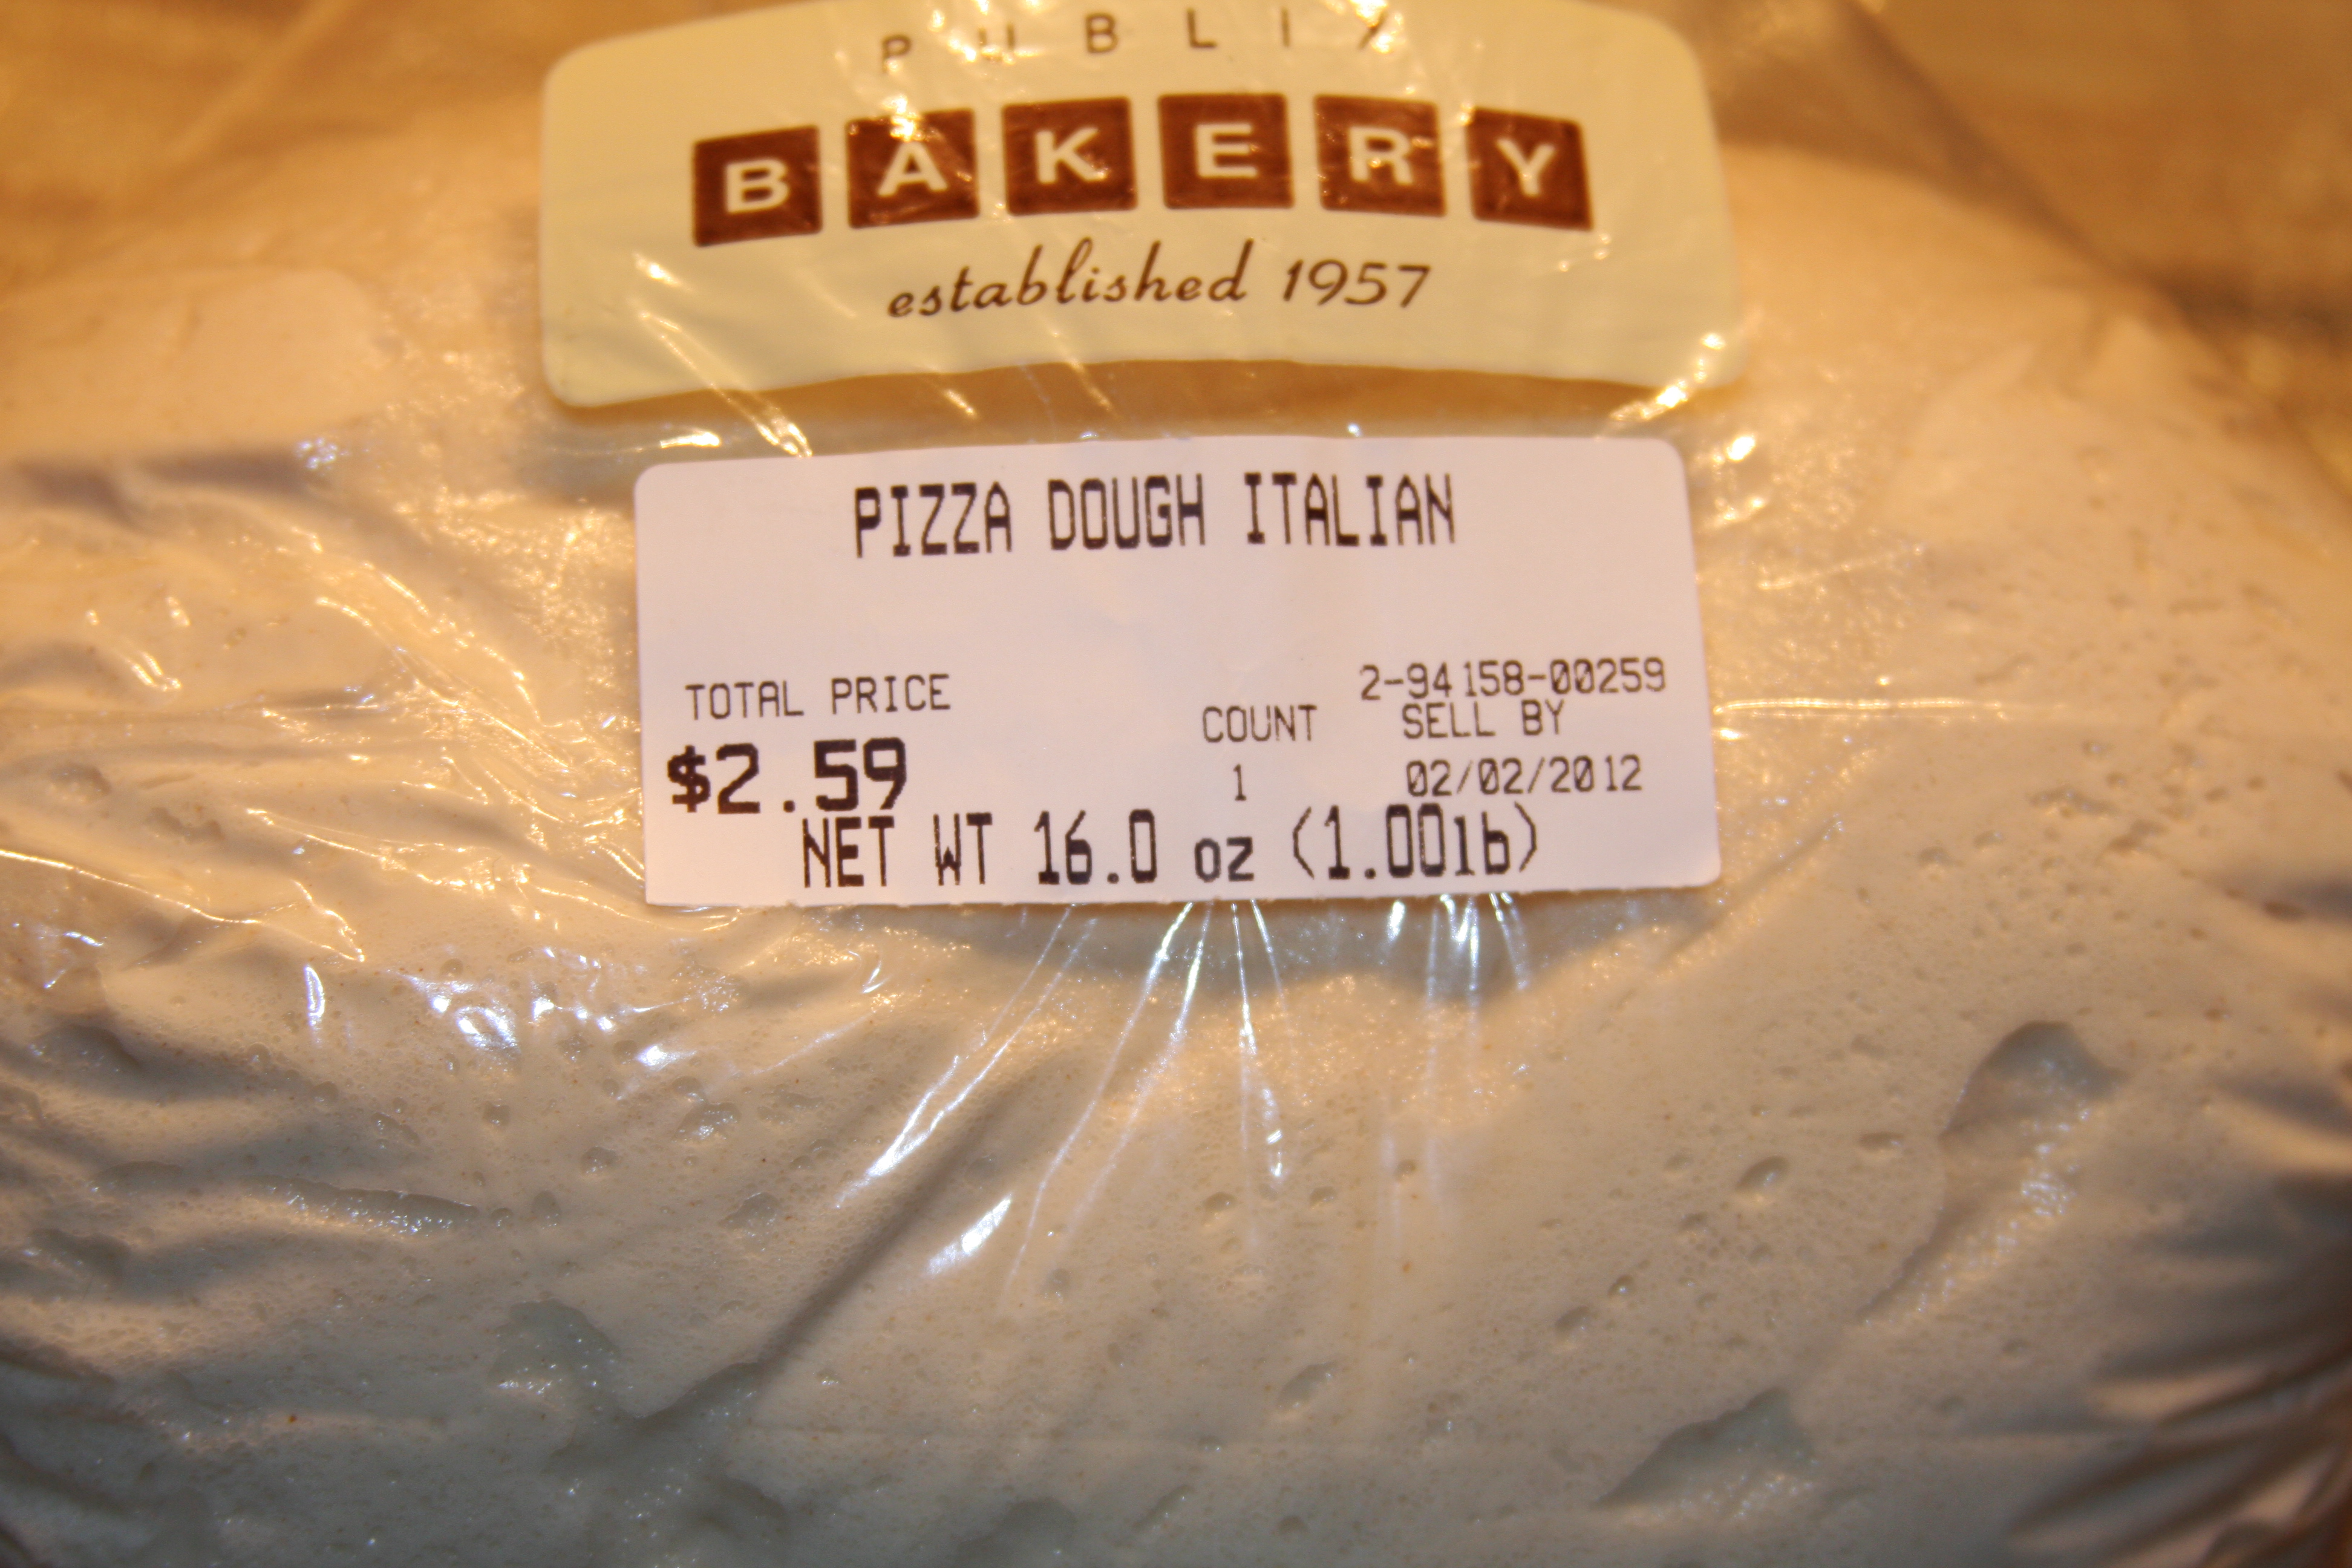 PUBLIX
BAKERY
established 1957
PIZZA DOUGH ITALIAN
2-94158-00259
TOTAL PRICE COUNT SELL BY
$2.59 1 02/02/2012
NET WT 16.0 oz (1.00lb)